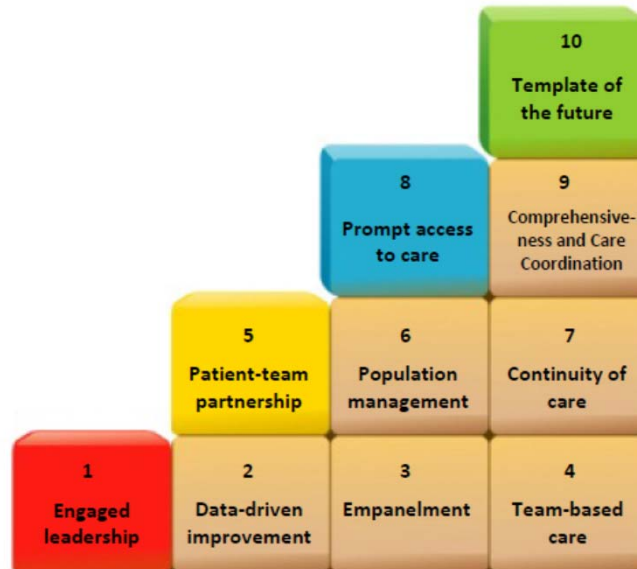 10
Template of
the future
8
Prompt access
to care
9
Comprehensive-
ness and Care
Coordination
5
Patient-team
partnership
6
Population
management
7
Continuity of
care
1
Engaged
leadership
2
Data-driven
improvement
3
Empanelment
4
Team-based
care